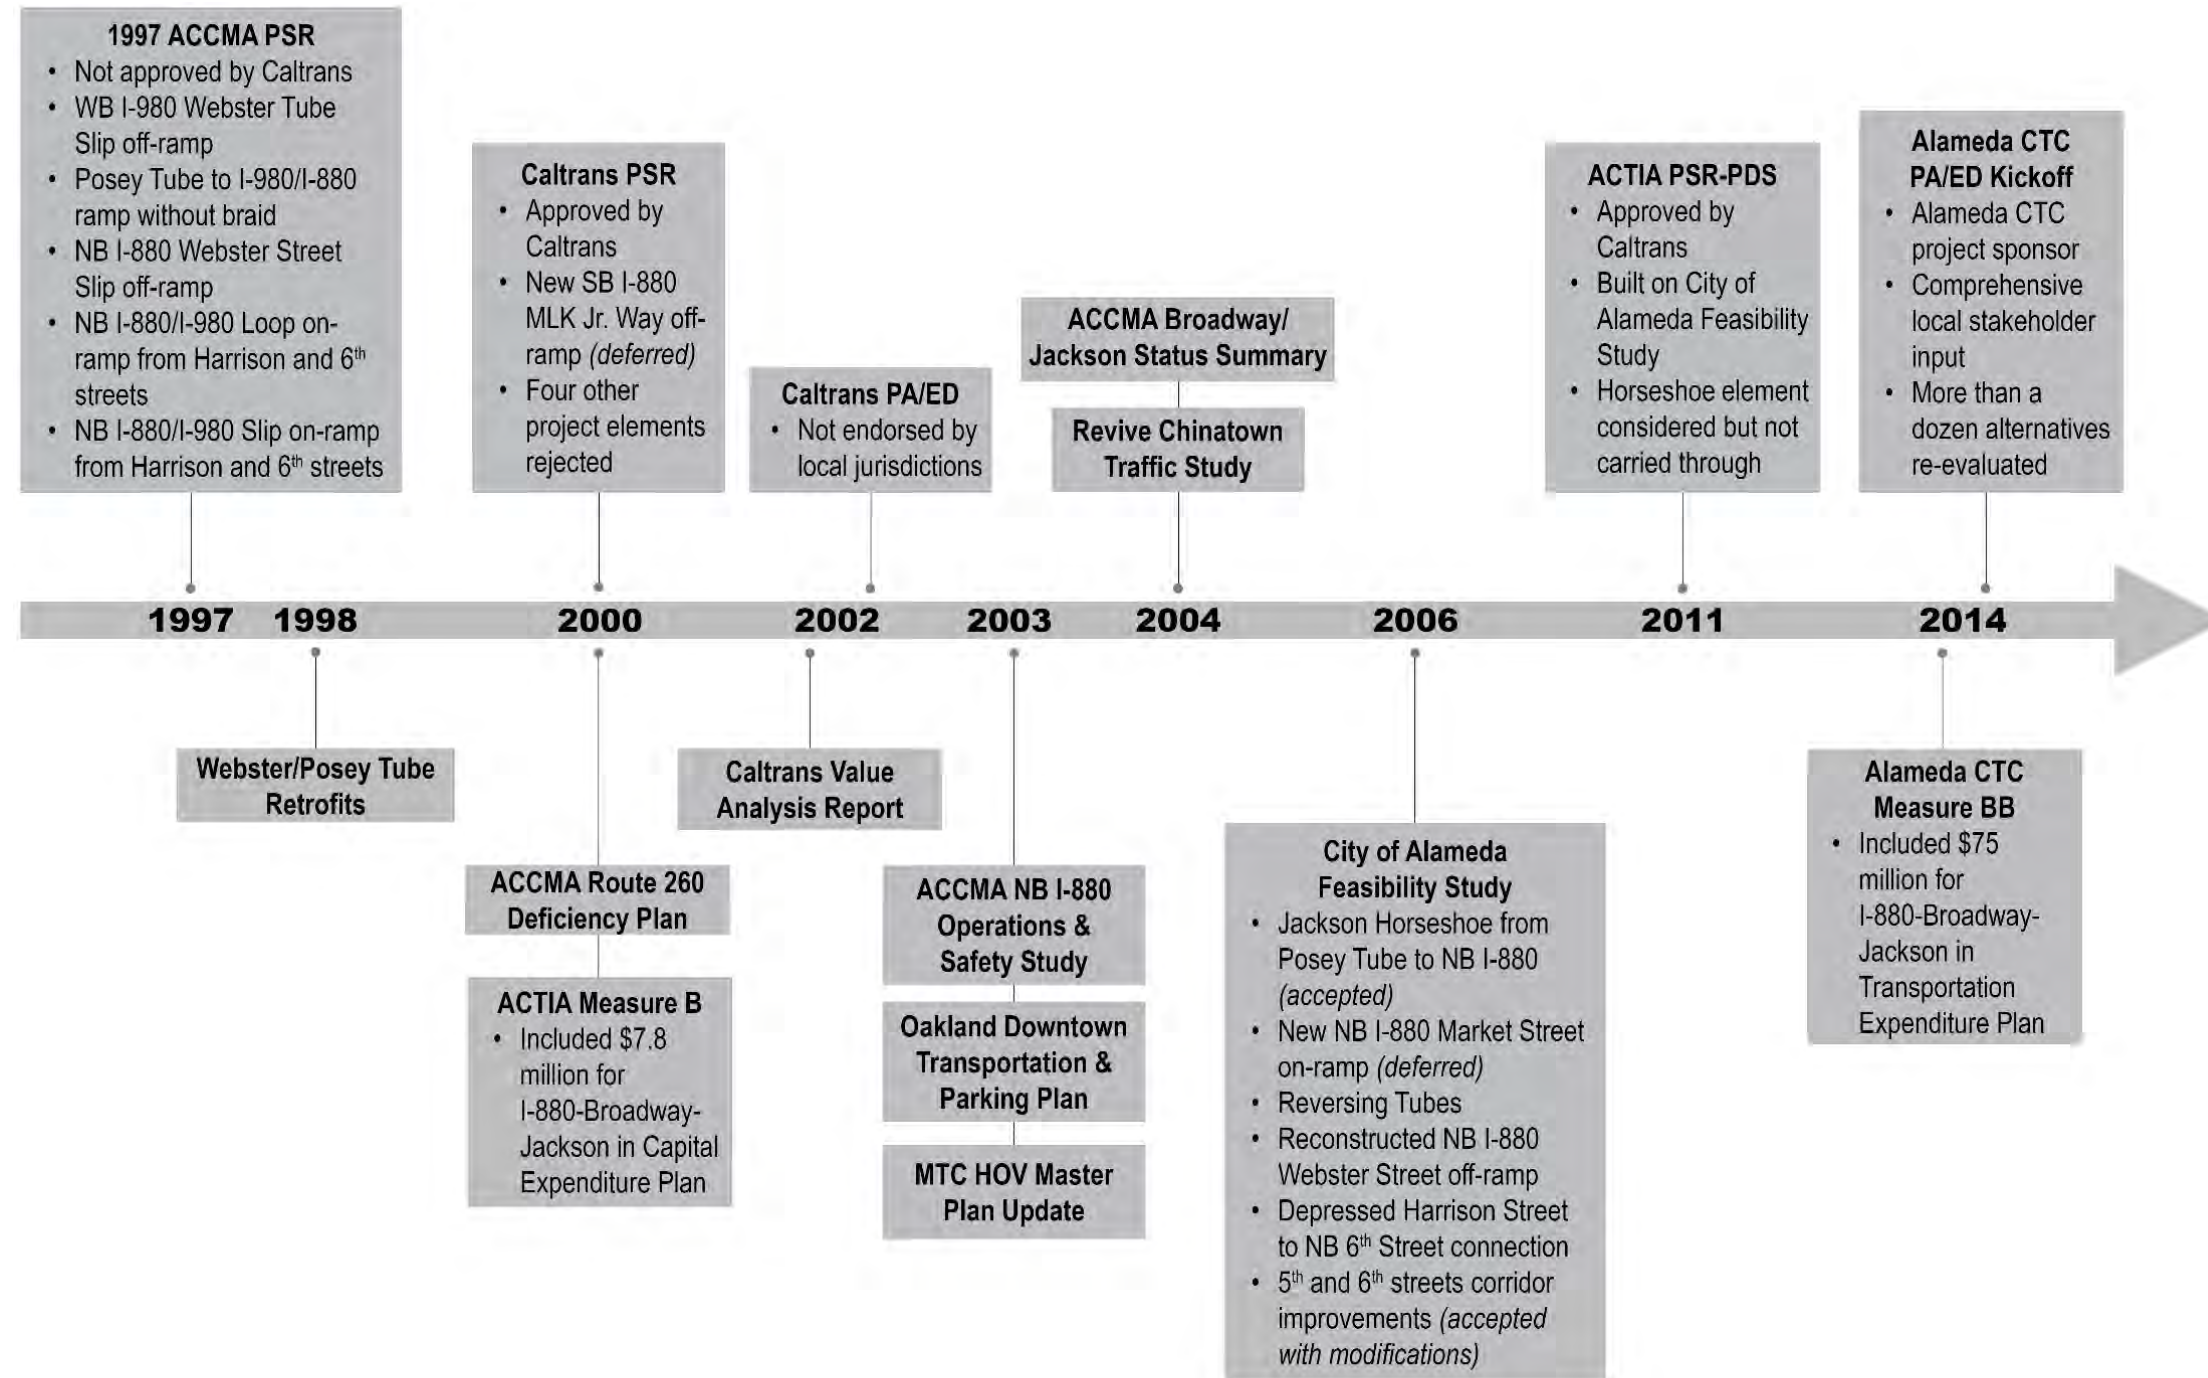 1997 ACCMA PSR
• Not approved by Caltrans
• WB I-980 Webster Tube
Slip off-ramp
• Posey Tube to I-980/I-880
ramp without braid
• NB I-880 Webster Street
Slip off-ramp
• NB I-880/I-980 Loop on-
ramp from Harrison and 6th
streets
• NB I-880/I-980 Slip on-ramp
from Harrison and 6th streets
Caltrans PSR
• Approved by
Caltrans
• New SB I-880
MLK Jr. Way off-
ramp (deferred)
• Four other
project elements
rejected
Caltrans PA/ED
• Not endorsed by
local jurisdictions
ACCMA Broadway/
Jackson Status Summary
Revive Chinatown
Traffic Study
ACTIA PSR-PDS
• Approved by
Caltrans
• Built on City of
Alameda Feasibility
Study
• Horseshoe element
considered but not
carried through
Alameda CTC
PA/ED Kickoff
• Alameda CTC
project sponsor
• Comprehensive
local stakeholder
input
• More than a
dozen alternatives
re-evaluated
1997 1998 2000 2002 2003 2004 2006 2011 2014
Webster/Posey Tube
Retrofits
ACCMA Route 260
Deficiency Plan
ACTIA Measure B
• Included $7.8
million for
I-880-Broadway-
Jackson in Capital
Expenditure Plan
Caltrans Value
Analysis Report
ACCMA NB I-880
Operations &
Safety Study
Oakland Downtown
Transportation &
Parking Plan
MTC HOV Master
Plan Update
City of Alameda
Feasibility Study
• Jackson Horseshoe from
Posey Tube to NB I-880
(accepted)
• New NB I-880 Market Street
on-ramp (deferred)
• Reversing Tubes
• Reconstructed NB I-880
Webster Street off-ramp
• Depressed Harrison Street
to NB 6th Street connection
• 5th and 6th streets corridor
improvements (accepted
with modifications)
Alameda CTC
Measure BB
• Included $75
million for
I-880-Broadway-
Jackson in
Transportation
Expenditure Plan